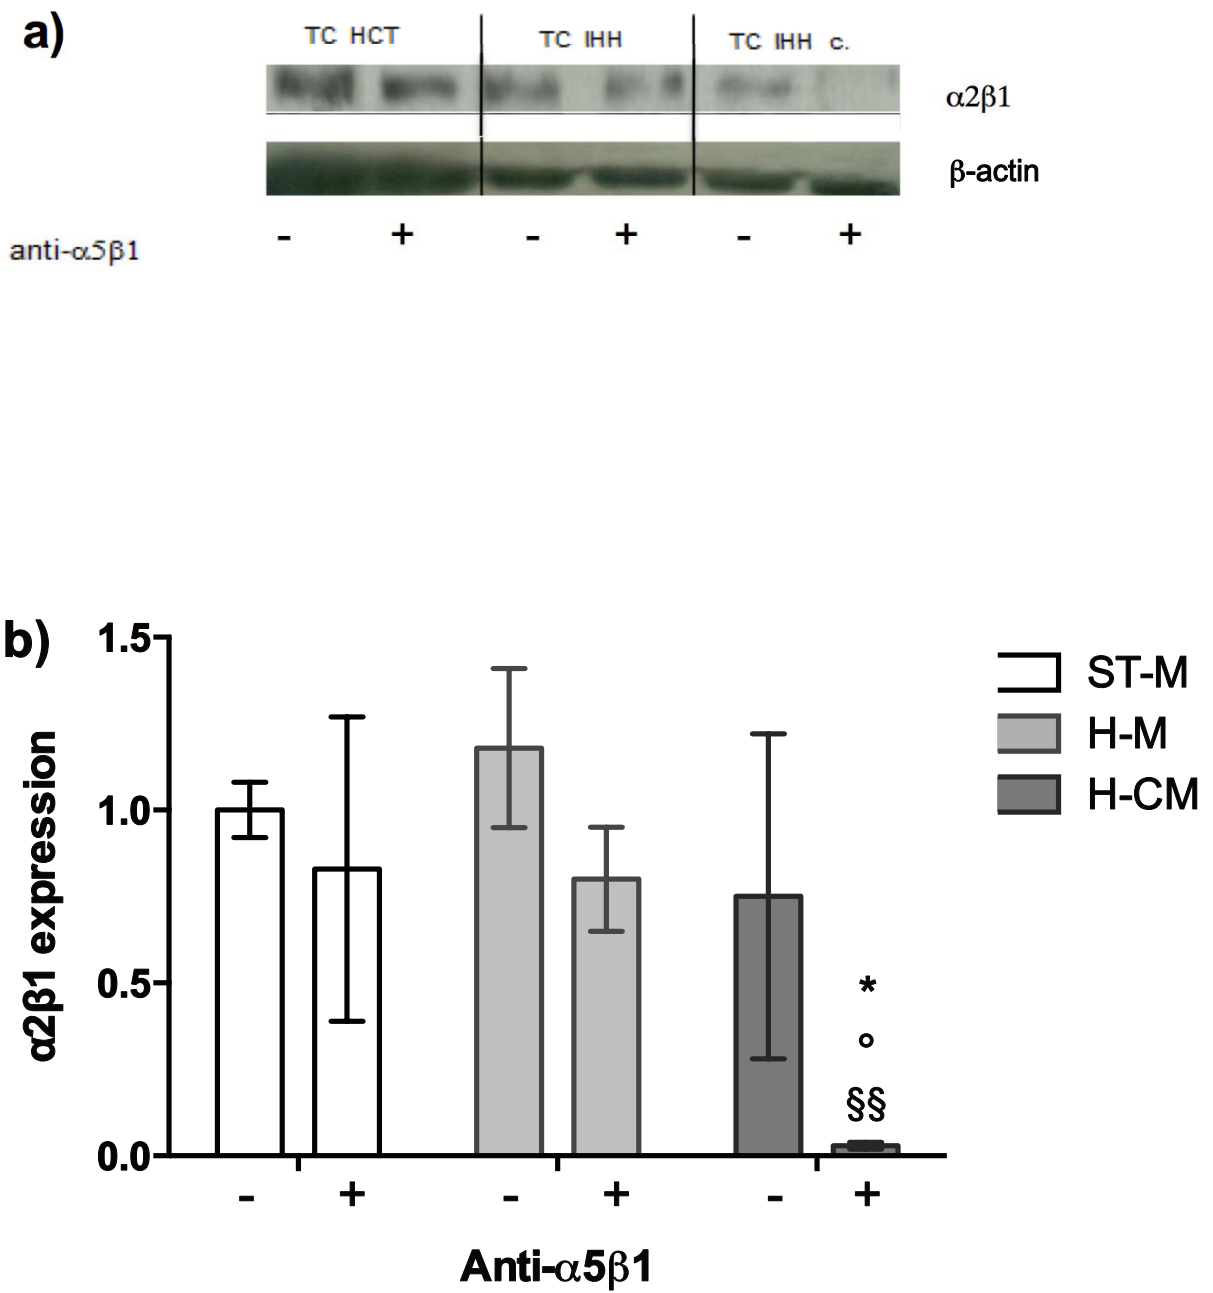 a)
TC HCT TC IHH TC IHH c.
α2β1
β-actin
- + - + - +
anti-α5β1
b)
1.5
1.0
0.5
0.0
α2β1 expression
ST-M
H-M
H-CM
*
°
§§
- + - + - +
Anti-α5β1